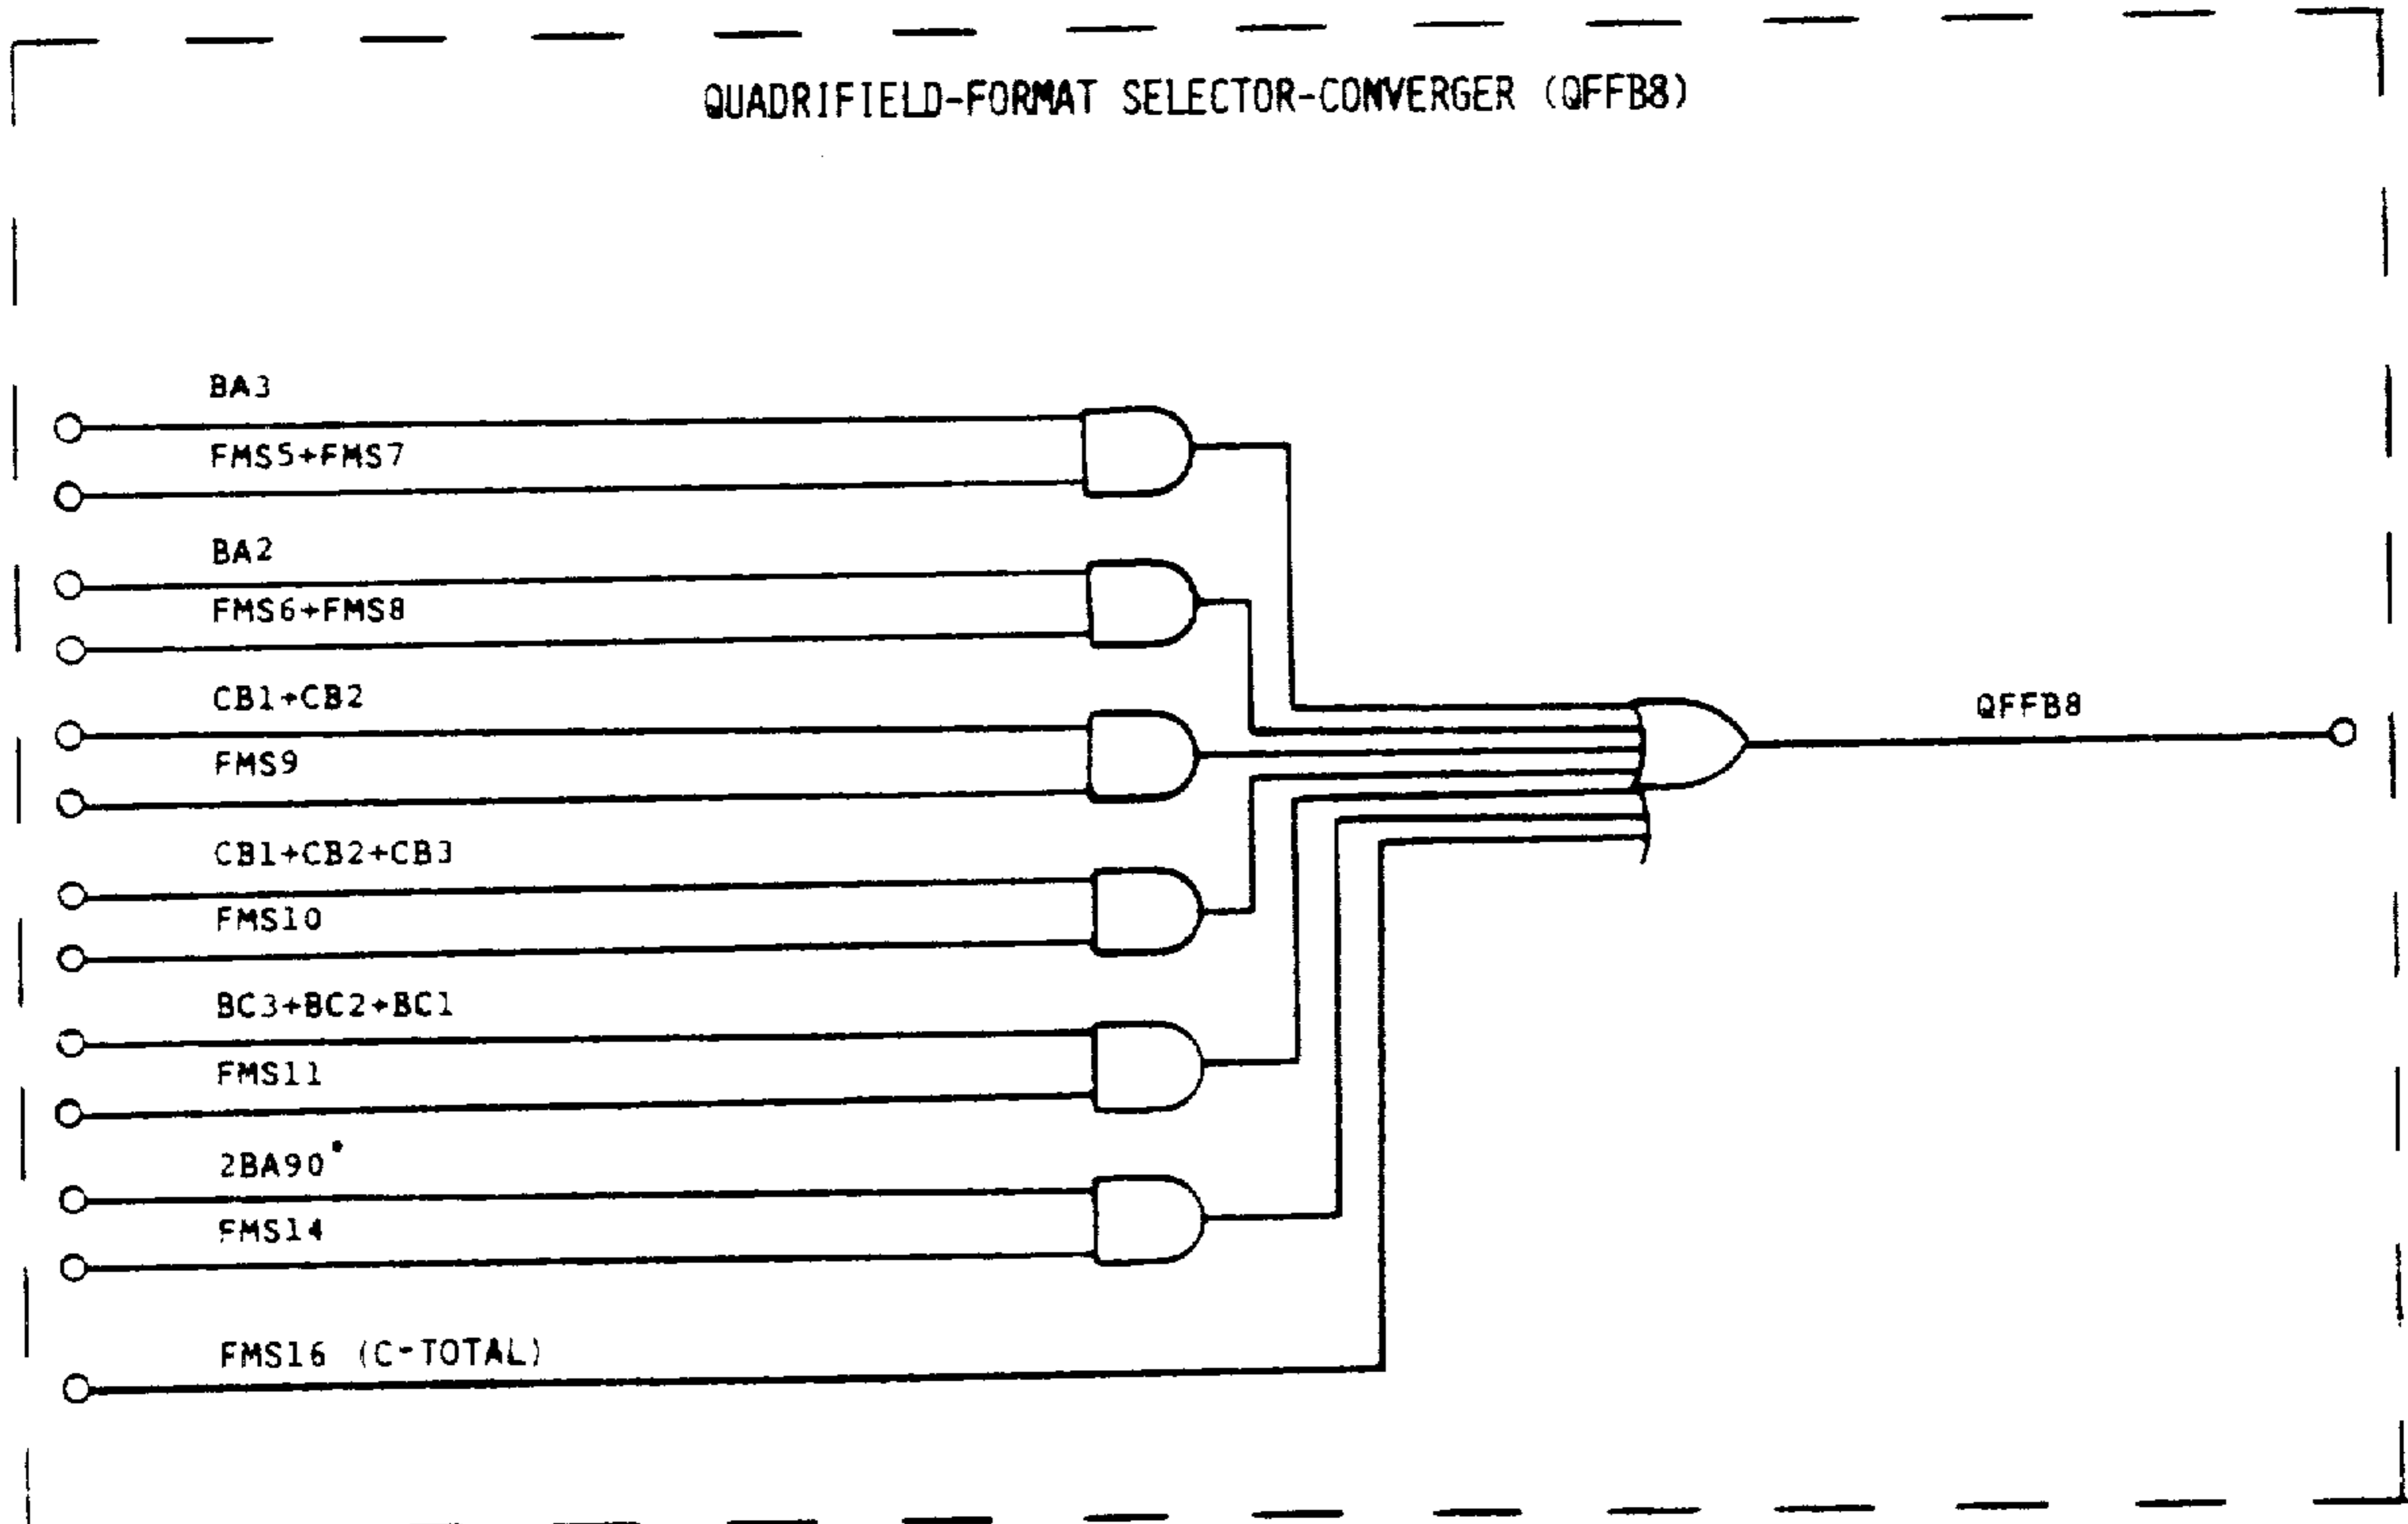 QUADRIFIELD-FORMAT SELECTOR-CONVERGER (QFFB8)
BA3
FMS5+FMS7
BA2
FMS6+FMS8
CB1+CB2
FMS9
QFFB8
CB1+CB2+CB3
FMS10
BC3+BC2+BC1
FMS11
2BA90*
FMS14
FMS16 (C-TOTAL)